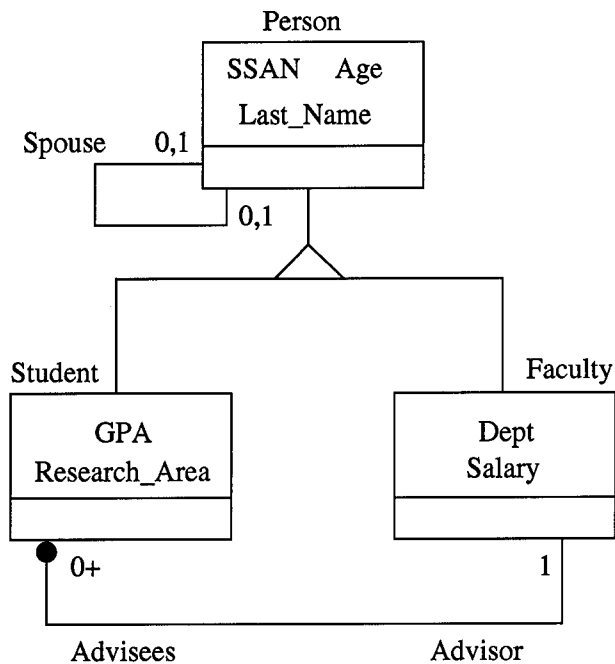 Person
SSAN Age
Last_Name
Spouse 0,1
0,1
Student
Faculty
GPA
Research_Area
Dept
Salary
0+
1
Advisees
Advisor